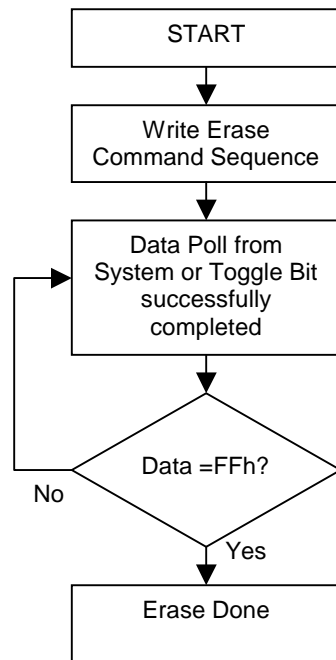 START
Write Erase
Command Sequence
Data Poll from
System or Toggle Bit
successfully
completed
Data =FFh?
No
Yes
Erase Done